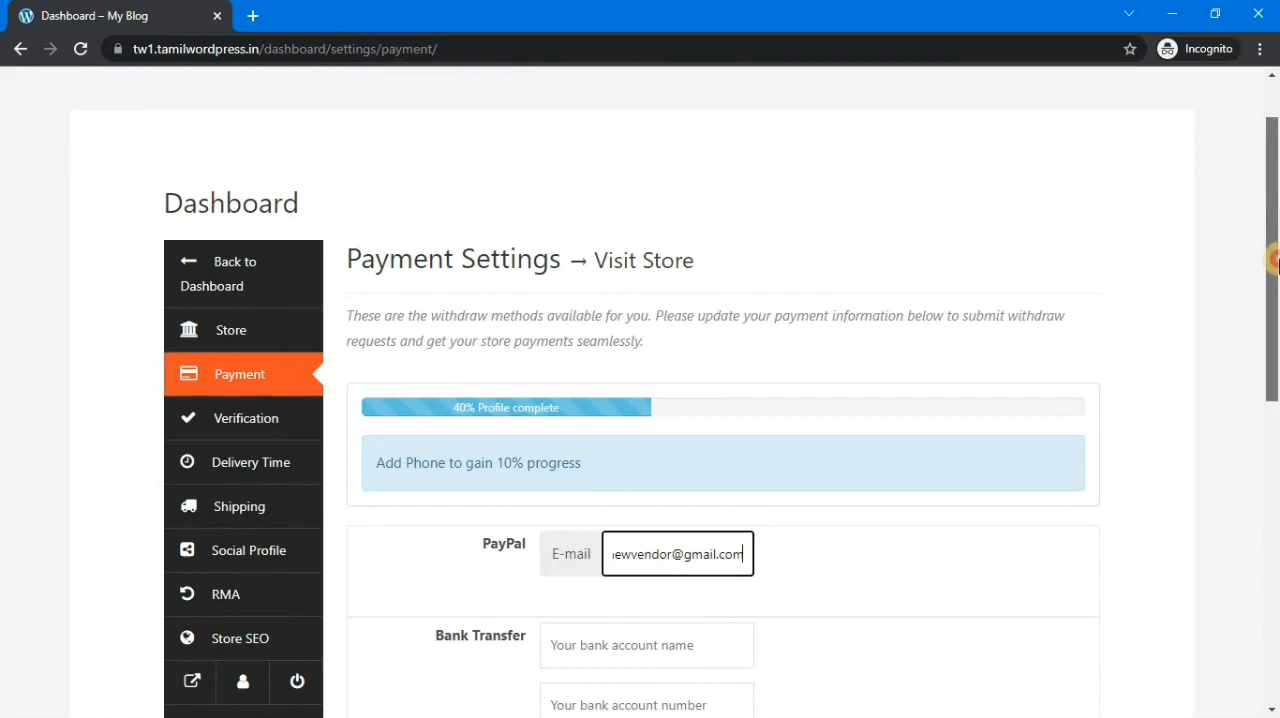 Dashboard – My Blog
tw1.tamilwordpress.in/dashboard/settings/payment/
Incognito
Dashboard
Back to
Dashboard
Store
Payment
Verification
Delivery Time
Shipping
Social Profile
RMA
Store SEO
Payment Settings → Visit Store
These are the withdraw methods available for you. Please update your payment information below to submit withdraw
requests and get your store payments seamlessly.
40% Profile complete
Add Phone to gain 10% progress
PayPal E-mail ewvendor@gmail.com
Bank Transfer Your bank account name
Your bank account number